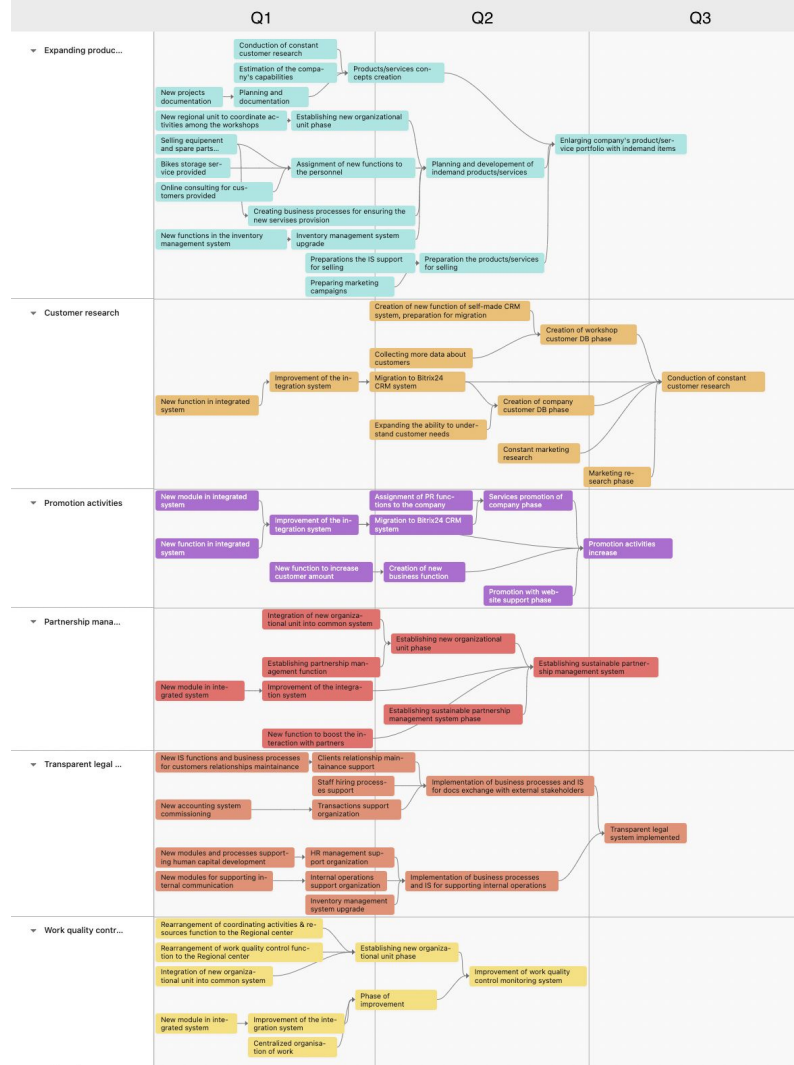 Q1
Q2
Q3
Expanding produc...
Conduction of constant
customer research
Estimation of the compa-
ny's capabilities
Products/services con-
cepts creation
New projects
documentation
Planning and
documentation
New regional unit to coordinate ac-
tivities among the workshops
Establishing new organizational
unit phase
Selling equipenent
and spare parts...
Enlarging company's product/ser-
vice portfolio with indemand items
Bikes storage ser-
vice provided
Assignment of new functions to
the personnel
Planning and developement of
indemand products/services
Online consulting for cus-
tomers provided
Creating business processes for ensuring the
new servises provision
New functions in the inventory
management system
Inventory management system
upgrade
Preparations the IS support
for selling
Preparation the products/services
for selling
Preparing marketing
campaigns
Customer research
Creation of new function of self-made CRM
system, preparation for migration
Creation of workshop
customer DB phase
Collecting more data about
customers
Improvement of the in-
tegration system
Migration to Bitrix24
CRM system
Conduction of constant
customer research
New function in integrated
system
Creation of company
customer DB phase
Expanding the ability to under-
stand customer needs
Constant marketing
research
Marketing re-
search phase
Promotion activities
New module in integrated
system
Assignment of PR func-
tions to the company
Services promotion of
company phase
Improvement of the in-
tegration system
Migration to Bitrix24 CRM
system
New function in integrated
system
Promotion activities
increase
New function to increase
customer amount
Creation of new
business function
Promotion with web-
site support phase
Partnership mana...
Integration of new organiza-
tional unit into common system
Establishing new organizational
unit phase
Establishing partnership man-
agement function
Establishing sustainable partner-
ship management system
New module in inte-
grated system
Improvement of the integra-
tion system
Establishing sustainable partnership
management system phase
New function to boost the in-
teraction with partners
Transparent legal ...
New IS functions and business processes
for customers relationships maintainance
Clients relationship main-
tainance support
Staff hiring process-
es support
Implementation of business processes and IS
for docs exchange with external stakeholders
New accounting system
commissioning
Transactions support
organization
Transparent legal
system implemented
New modules and processes support-
ing human capital development
HR management sup-
port organization
New modules for supporting in-
ternal communication
Internal operations
support organization
Implementation of business processes
and IS for supporting internal operations
Inventory management
system upgrade
Work quality contr...
Rearrangement of coordinating activities & re-
sources function to the Regional center
Rearrangement of work quality control func-
tion to the Regional center
Establishing new organiza-
tional unit phase
Integration of new organiza-
tional unit into common system
Improvement of work quality
control monitoring system
Phase of
improvement
New module in inte-
grated system
Improvement of the inte-
gration system
Centralized organisa-
tion of work